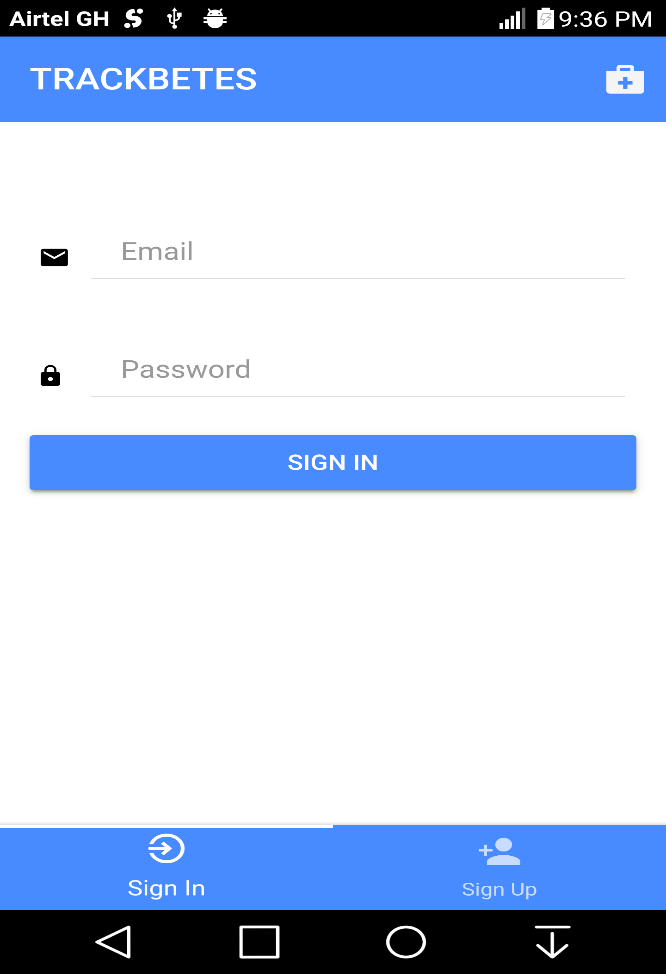 Airtel GH 9:36 PM
TRACKBETES
Email
Password
SIGN IN
Sign In Sign Up